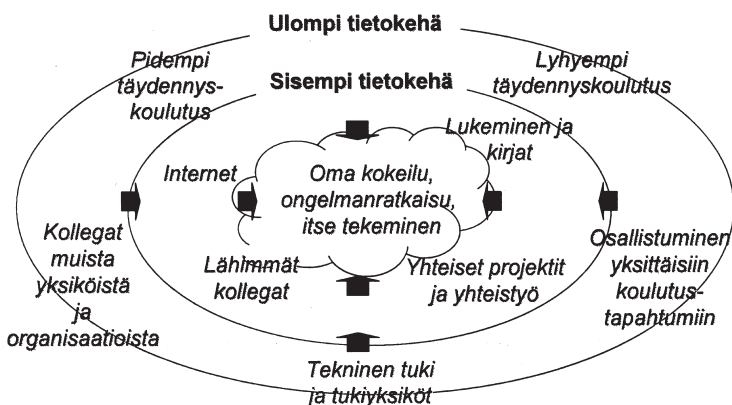 Ulompi tietokehä
Pidempi
täydennys-
koulutus
Lyhyempi
täydennyskoulutus
Sisempi tietokehä
Lukeminen ja
kirjat
Internet
Oma kokeilu,
ongelmanratkaisu,
itse tekeminen
Kollegat
muista
yksiköistä
ja
organisaatioista
Lähimmät
kollegat
Yhteiset projektit
ja yhteistyö
Osallistuminen
yksittäisiin
koulutus-
tapahtumiin
Tekninen tuki
ja tukiyksiköt